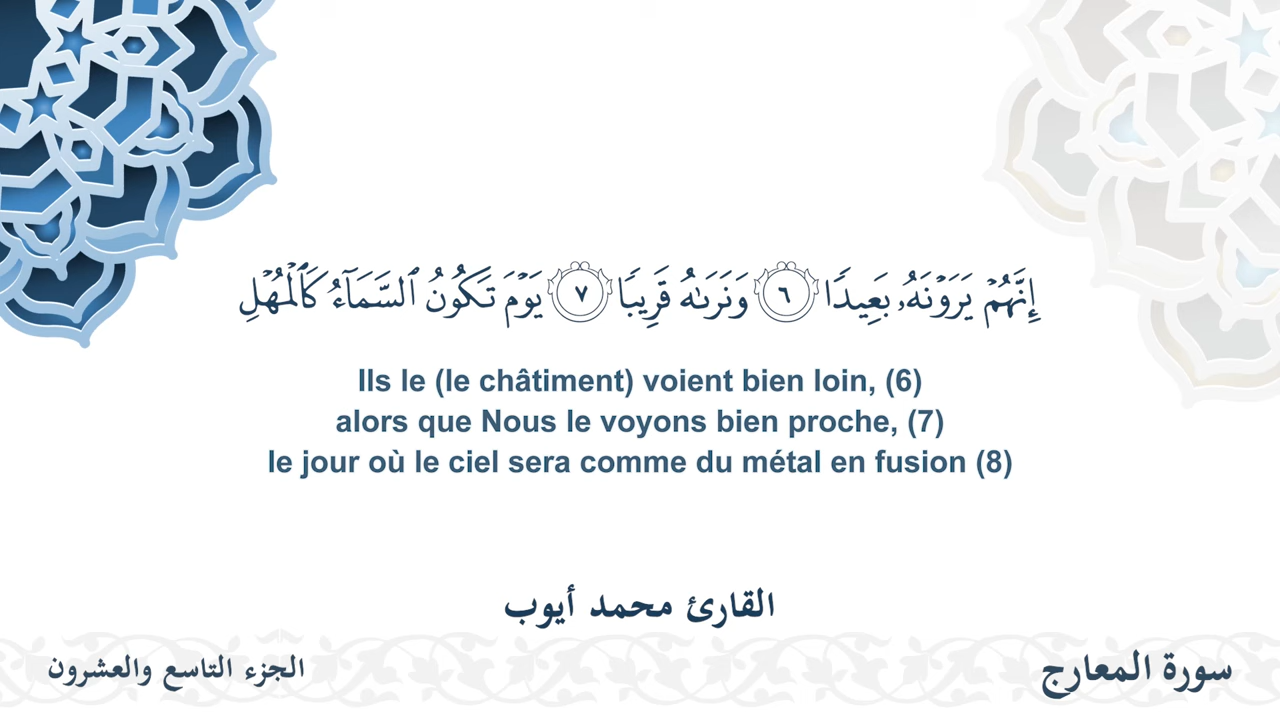 إِنَّهُمْ يَرَوْنَهُۥ بَعِيدًا ٦ وَنَرَىٰهُ قَرِيبًا ٧ يَوْمَ تَكُونُ ٱلسَّمَآءُ كَٱلْمُهْلِ
Ils le (le châtiment) voient bien loin, (6)
alors que Nous le voyons bien proche, (7)
le jour où le ciel sera comme du métal en fusion (8)
القارئ محمد أيوب
سورة المعارج
الجزء التاسع والعشرون